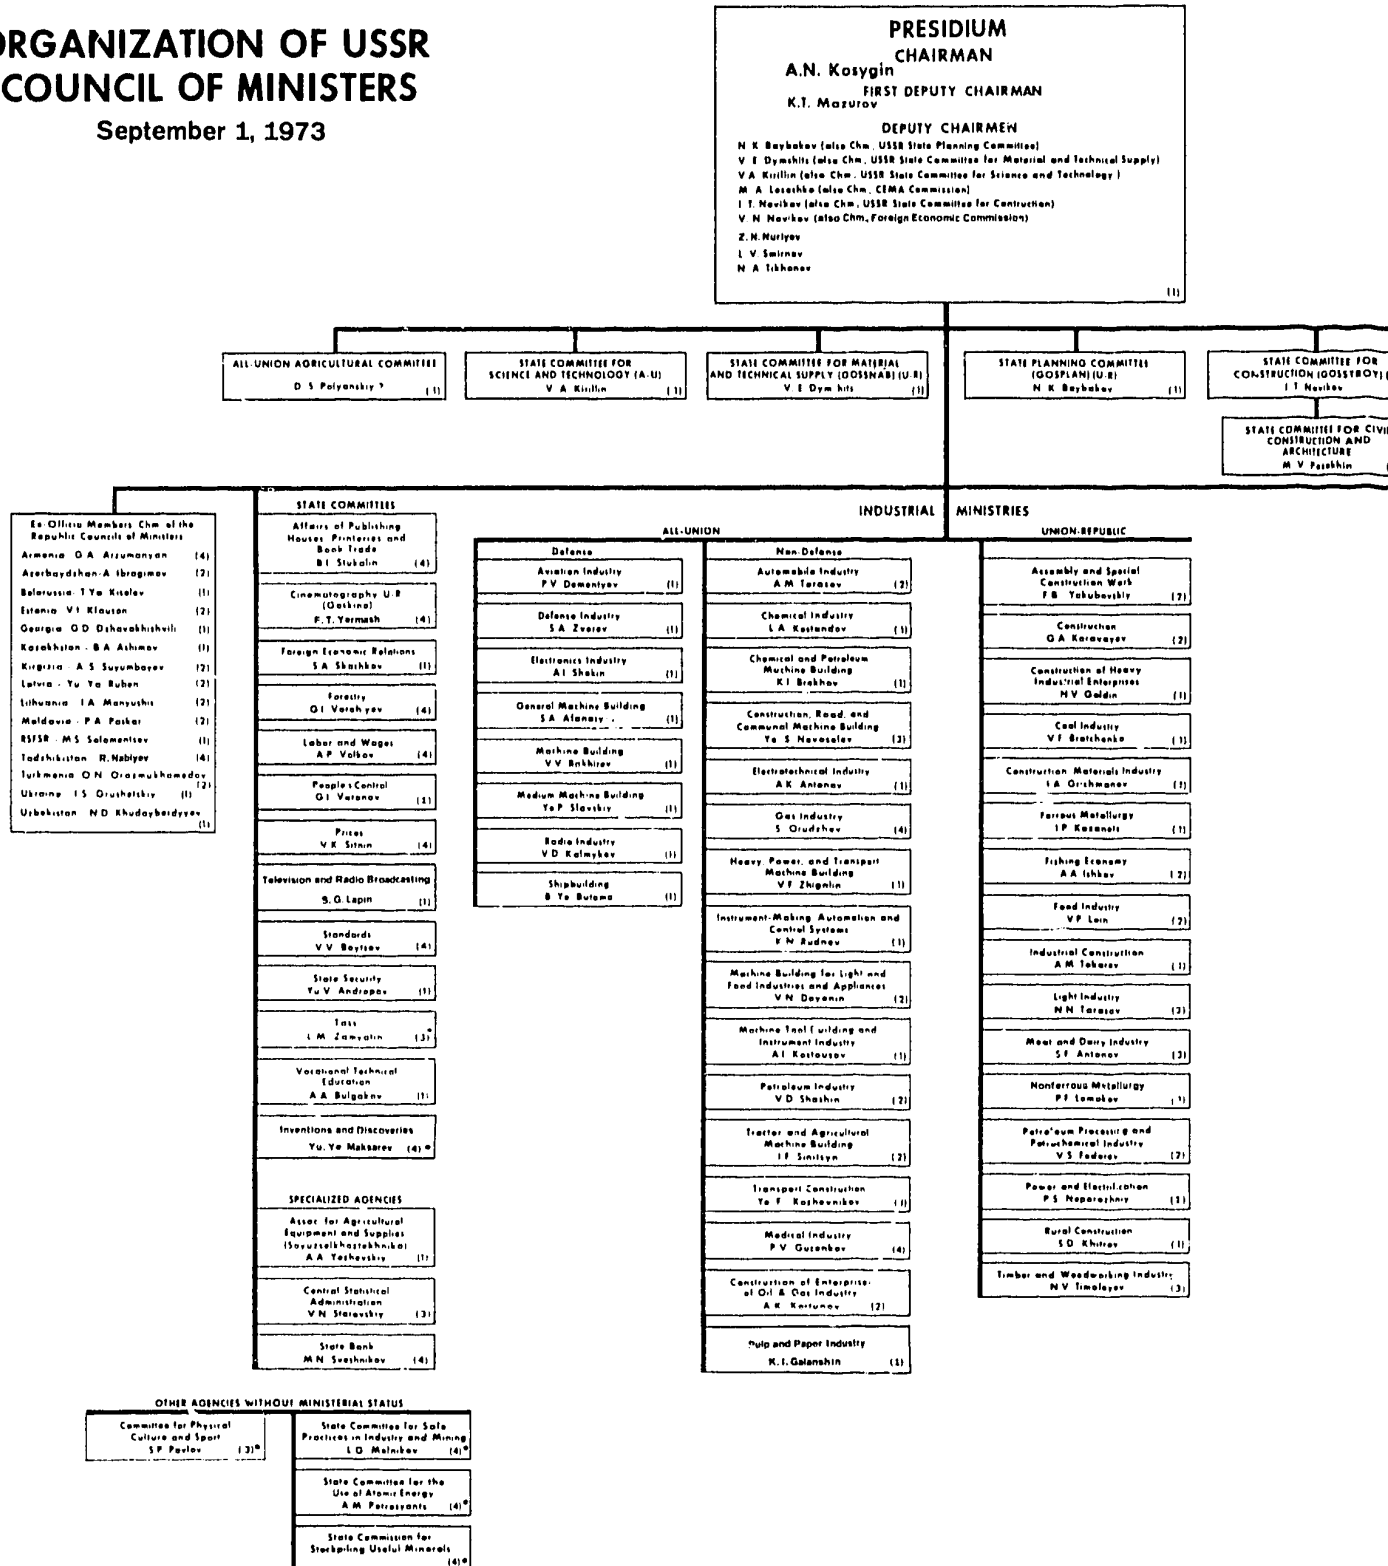 ORGANIZATION OF USSR
COUNCIL OF MINISTERS
September 1, 1973
PRESIDIUM
CHAIRMAN
A.N. Kosygin
FIRST DEPUTY CHAIRMAN
K.T. Mazurov
DEPUTY CHAIRMEN
N K Baybakov (also Chm, USSR State Planning Committee)
V E Dymshits (also Chm, USSR State Committee for Material and Technical Supply)
V A Kirillin (also Chm, USSR State Committee for Science and Technology)
M A Lesechko (also Chm, CEMA Commission)
I T. Novikov (also Chm, USSR State Committee for Contruction)
V N Novikov (also Chm, Foreign Economic Commission)
Z.N.Nuriyev
L V Smirnov
N A Tikhonov
(1)
ALL-UNION AGRICULTURAL COMMITTEE
D S Polyanskiy ? (1)
STATE COMMITTEE FOR
SCIENCE AND TECHNOLOGY (A-U)
V A Kirillin (1)
STATE COMMITTEE FOR MATERIAL
AND TECHNICAL SUPPLY (GOSSNAB) (U-R)
V E Dym hits (1)
STATE PLANNING COMMITTEE
(GOSPLAN) (U-R)
N K Baybakov (1)
STATE COMMITTEE FOR
CONSTRUCTION (GOSSTROY) (
I T Novikov
STATE COMMITTEE FOR CIVI
CONSTRUCTION AND
ARCHITECTURE
M V Posokhin
Ex-Officio Members Chm of the
Republic Councils of Ministers
Armenia G A Arzumanyan (4)
Azerbaydzhan-A Ibragimov (2)
Belorussia-T Ya Kiselev (1)
Estonia V I Klauson (2)
Georgia G D Dzhavakhishvili (1)
Kazakhstan - B A Ashimov (1)
Kirgizia - A S Suyumbayev (2)
Latvia - Yu Ya Ruben (2)
Lithuania I A Manyushis (2)
Moldavia - P A Paskar (2)
RSFSR - M S Solomentsev (1)
Tadzhikistan R. Nabiyev (4)
Turkmenia O N Orazmukhamedov
(2)
Ukraine I S Grushetskiy (1)
Uzbekistan N D Khudayberdyyev
(1)
STATE COMMITTEES
Affairs of Publishing
Houses Printeries and
Book Trade
B I Stukalin (4)
Cinematography U-R
(Goskino)
F. T. Yermash (4)
Foreign Economic Relations
S A Skachkov (1)
Forestry
G I Vorob yev (4)
Labor and Wages
A P Volkov (4)
Peoples Control
G I Voronov (1)
Prices
V K Sitnin (4)
Television and Radio Broadcasting
S. G. Lapin (1)
Standards
V V Boytsov (4)
State Security
Yu V Andropov (1)
Tass
L M Zamyatin (3)*
Vocational Technical
Education
A A Bulgakov (1)
Inventions and Discoveries
Yu. Ye Maksarev (4)*
SPECIALIZED AGENCIES
Assoc for Agricultural
Equipment and Supplies
(Soyuzselkhoztekhnika)
A A Yezhevskiy (1)
Central Statistical
Administration
V N Starovskiy (3)
State Bank
M N Sveshnikov (4)
INDUSTRIAL MINISTRIES
ALL-UNION
Defense
Aviation Industry
P V Dementyev (1)
Defense Industry
S A Zverev (1)
Electronics Industry
A I Shokin (1)
General Machine Building
S A Afanasy (1)
Machine Building
V V Bakhirev (1)
Medium Machine Building
Ye P Slavskiy (1)
Radio Industry
V D Kalmykov (1)
Shipbuilding
B Ye Butoma (1)
Non-Defense
Automobile Industry
A M Tarasov (2)
Chemical Industry
L A Kostandov (1)
Chemical and Petroleum
Machine Building
K I Brekhov (1)
Construction, Road, and
Communal Machine Building
Ye S Novoselov (3)
Electrotechnical Industry
A K Antonov (1)
Gas Industry
S Orudzhev (4)
Heavy, Power, and Transport
Machine Building
V F Zhigalin (1)
Instrument-Making Automation and
Control Systems
K N Rudnev (1)
Machine Building for Light and
Food Industries and Appliances
V N Doyenin (2)
Machine Tool Building and
Instrument Industry
A I Kostousov (1)
Petroleum Industry
V D Shashin (2)
Tractor and Agricultural
Machine Building
I F Sinitsyn (2)
Transport Construction
Ye F Kozhevnikov (1)
Medical Industry
P V Gusenkov (4)
Construction of Enterprise
of Oil & Gas Industry
A K Kortunov (2)
Pulp and Paper Industry
K. I. Galanshin (1)
UNION-REPUBLIC
Assembly and Special
Construction Work
F B Yakubovskiy (2)
Construction
G A Karavayev (2)
Construction of Heavy
Industrial Enterprises
N V Goldin (1)
Coal Industry
V F Bratchenko (1)
Construction Materials Industry
I A Grishmanov (1)
Ferrous Metallurgy
I P Kazanets (1)
Fishing Economy
A A Ishkov (2)
Food Industry
V P Lein (2)
Industrial Construction
A M Tokarev (1)
Light Industry
N N Tarasov (3)
Meat and Dairy Industry
S F Antonov (3)
Nonferrous Metallurgy
P F Lomakov
Petroleum Processing and
Petrochemical Industry
V S Fedorov (2)
Power and Electrification
P S Neporozhniy (1)
Rural Construction
S D Khitrov (1)
Timber and Woodworking Industry
N V Timofeyev (3)
OTHER AGENCIES WITHOUT MINISTERIAL STATUS
Committee for Physical
Culture and Sport
S P Pavlov (3)*
State Committee for Safe
Practices in Industry and Mining
L G Melnikov (4)*
State Committee for the
Use of Atomic Energy
A M Petrosyants (4)*
State Commission for
Stockpiling Useful Minerals
(4)*